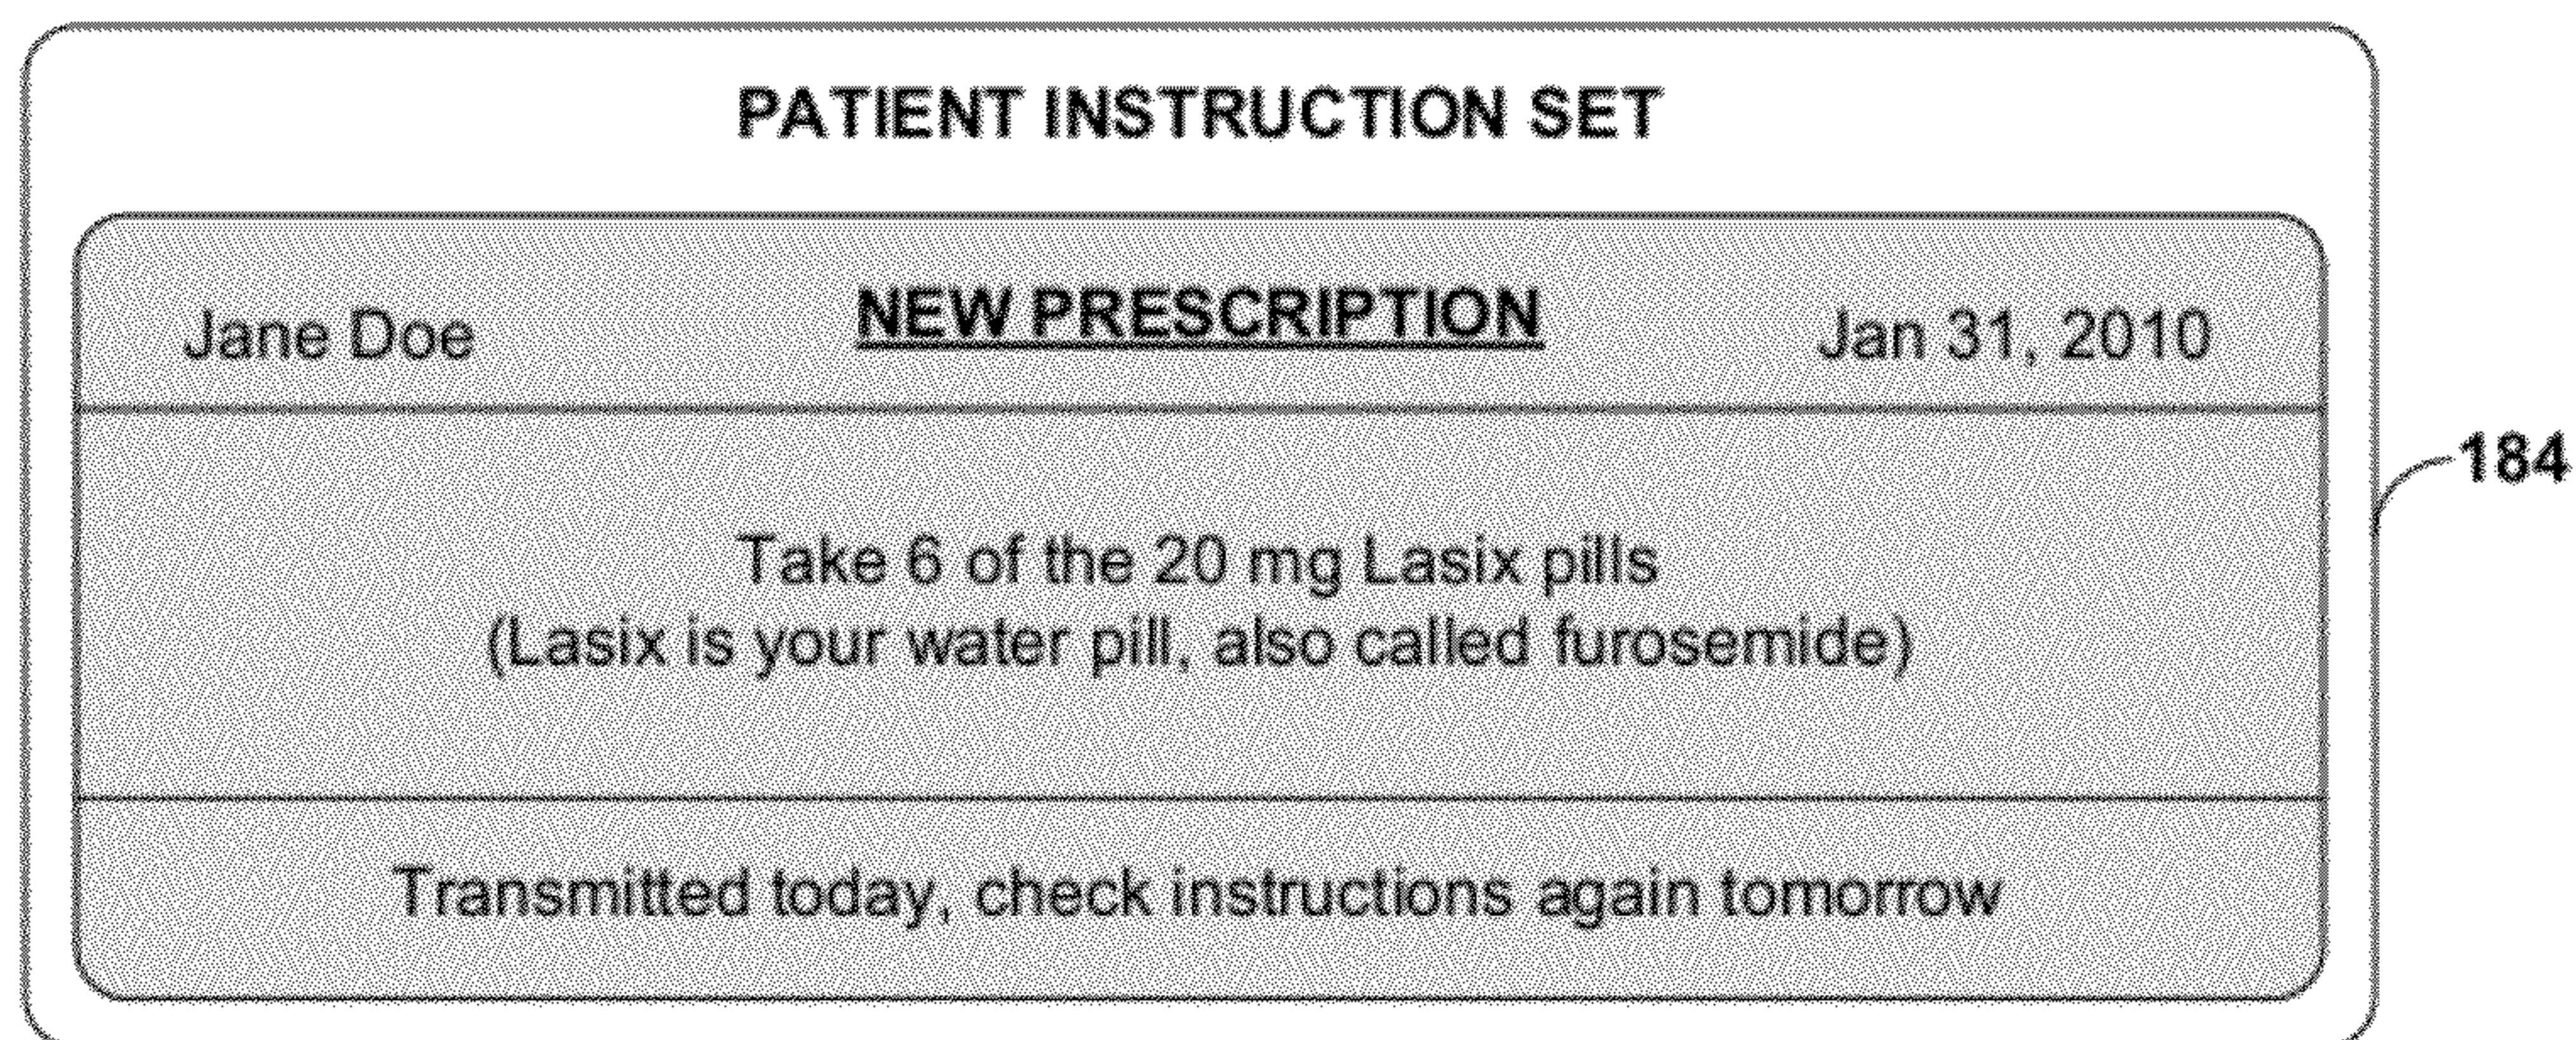 PATIENT INSTRUCTION SET
Jane Doe NEW PRESCRIPTION Jan 31, 2010
184
Take 6 of the 20 mg Lasix pills
(Lasix is your water pill, also called furosemide)
Transmitted today, check instructions again tomorrow